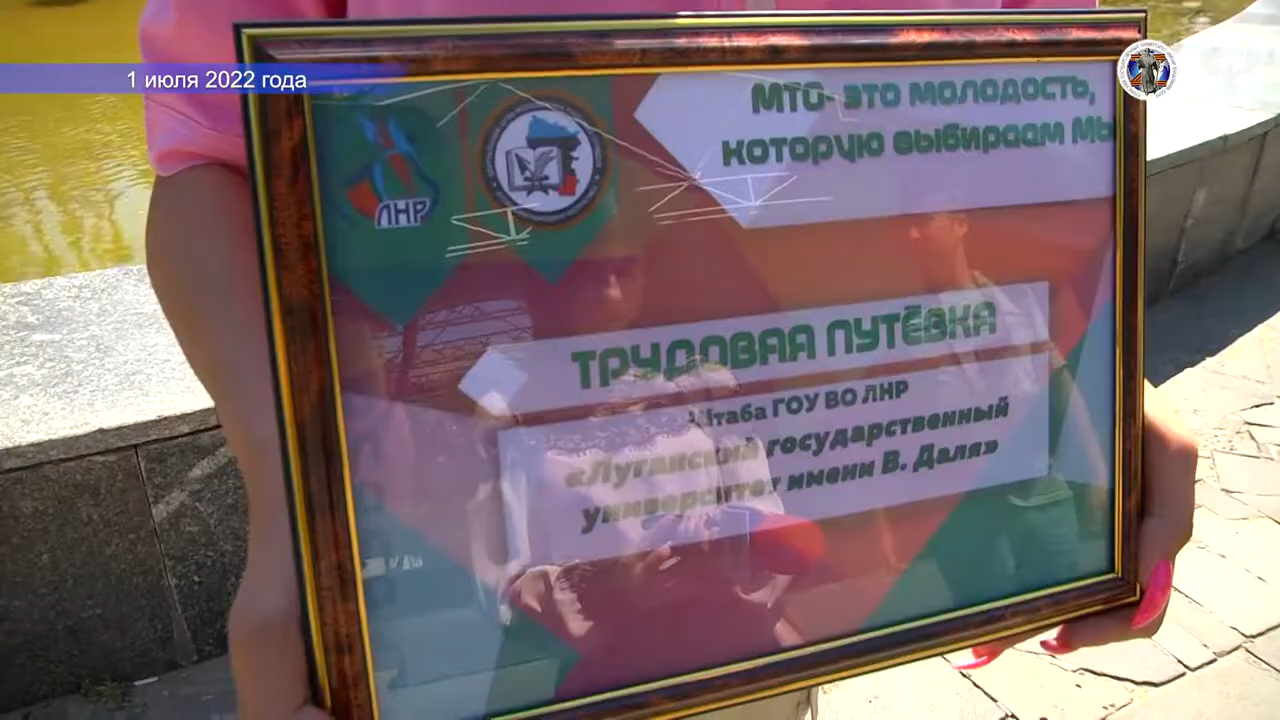 1 июля 2022 года
МТО- это молодость,
которую выбираем мы
ЛНР
ТРУДОВАЯ ПУТЁВКА
Штаба ГОУ ВО ЛНР
«Луганский государственный
университет имени В. Даля»